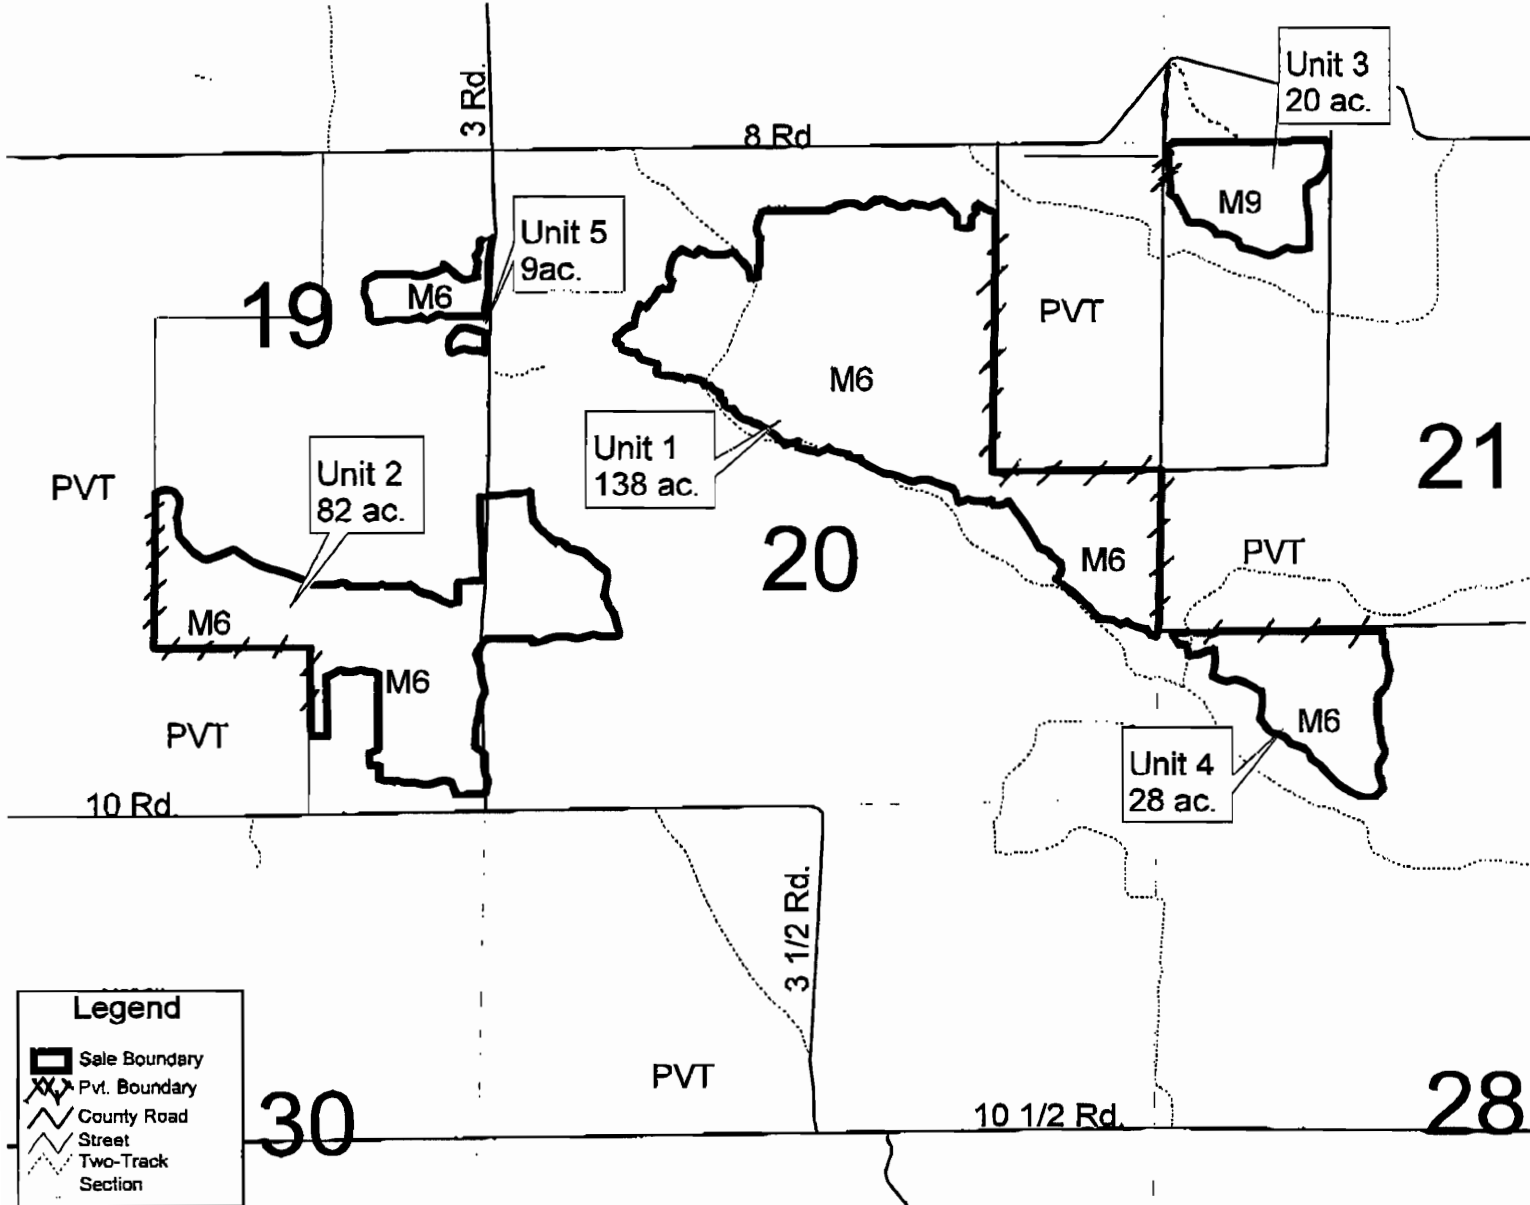 Unit 3
20 ac.
3 Rd.
8 Rd
M9
Unit 5
9ac.
M6
19
PVT
M6
Unit 1
138 ac.
21
Unit 2
82 ac.
PVT
20
PVT
M6
M6
M6
M6
PVT
Unit 4
28 ac.
10 Rd
3 1/2 Rd.
Legend
Sale Boundary
Pvt. Boundary
County Road
Street
Two-Track
Section
PVT
30
10 1/2 Rd.
28